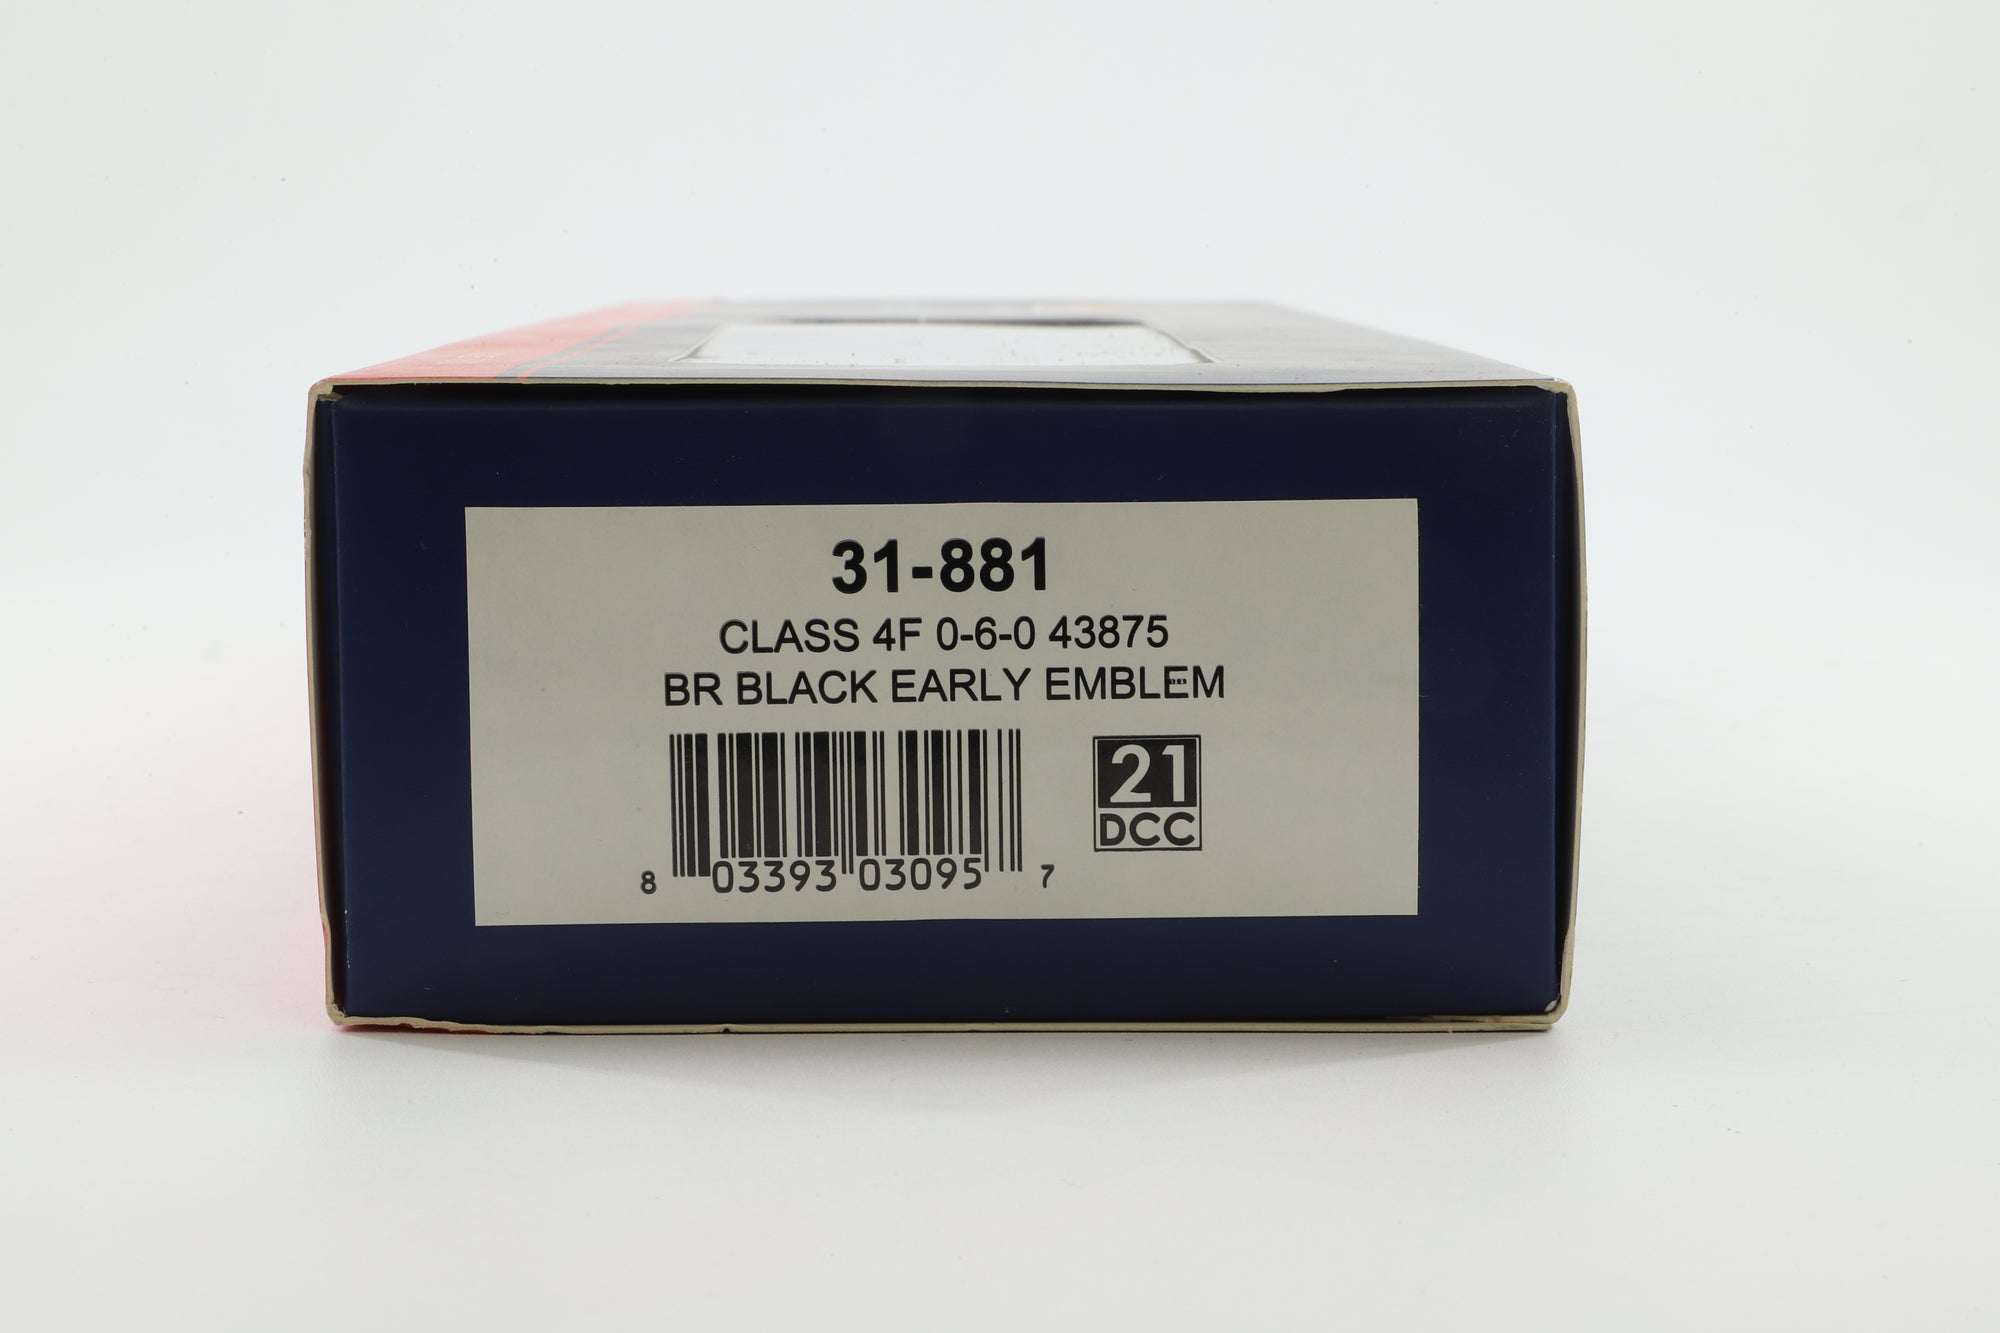 31-881
CLASS 4F 0-6-0 43875
BR BLACK EARLY EMBLEM
21
DCC
8 03393 03095 7